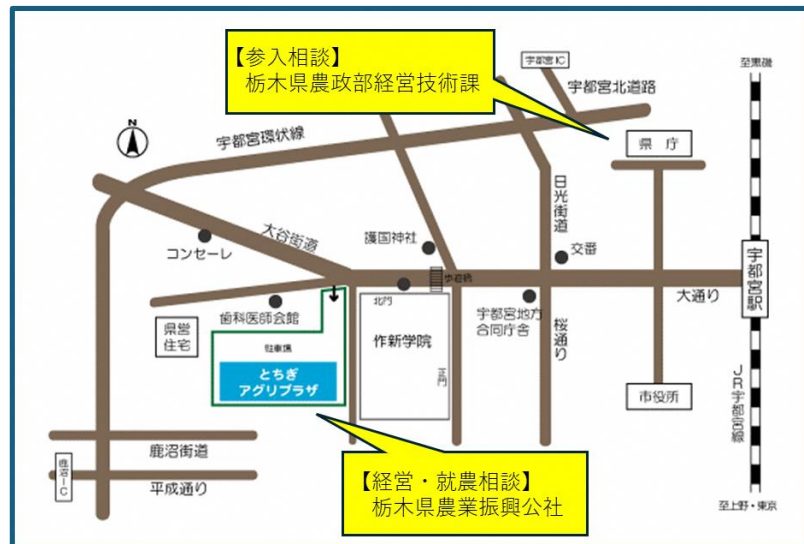 【参入相談】
栃木県農政部経営技術課
宇都宮IC
至黒磯
宇都宮北道路
N
宇都宮環状線
県 庁
日光街道
大谷街道
護国神社
交番
コンセーレ
歩道橋
宇都宮駅
大通り
北門
歯科医師会館
宇都宮地方
合同庁舎
桜通り
県営
住宅
駐車場
作新学院
とちぎ
アグリプラザ
正門
JR宇都宮線
市役所
鹿沼街道
鹿沼IC
平成通り
【経営・就農相談】
栃木県農業振興公社
至上野・東京